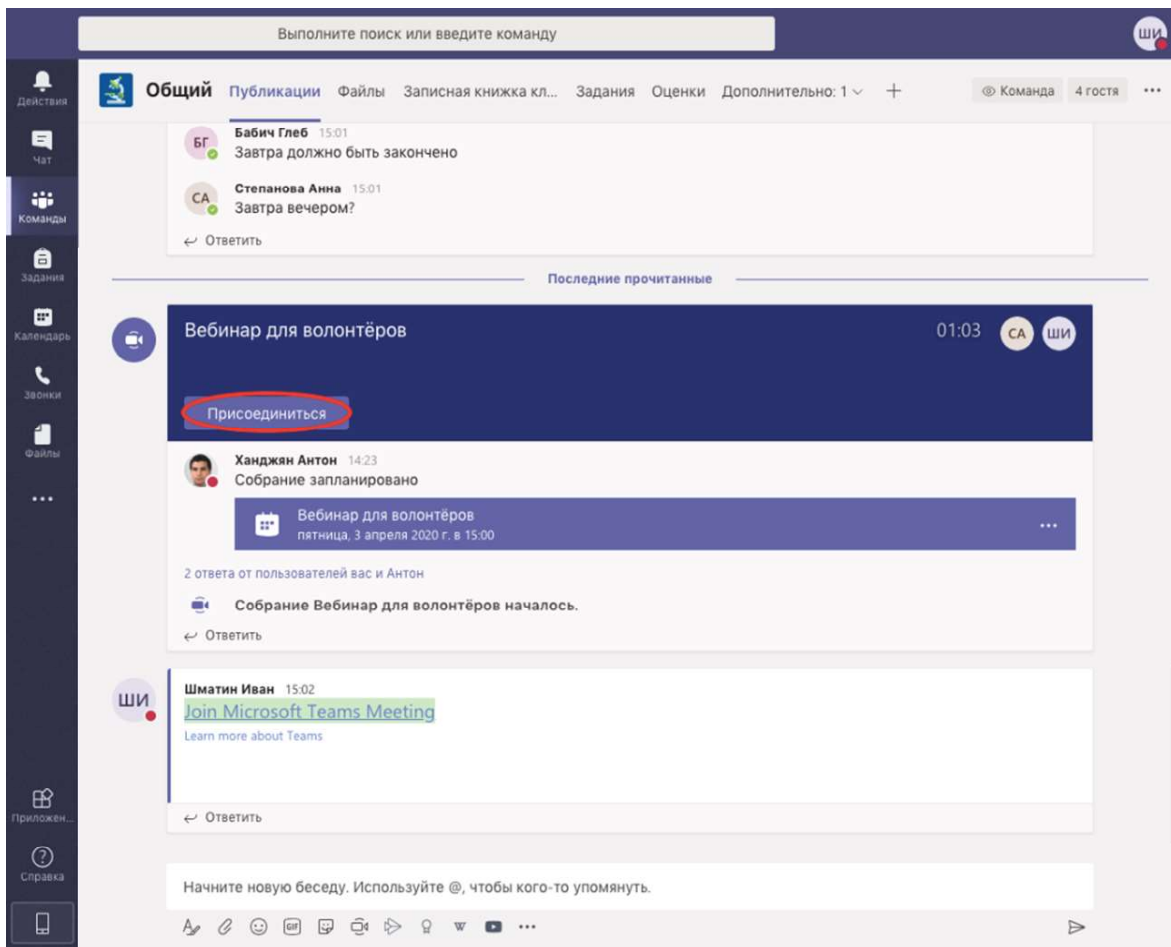 Выполните поиск или введите команду
ШИ
Действия
Чат
Команды
Задания
Календарь
Звонки
Файлы
Приложен...
Справка
Общий Публикации Файлы Записная книжка кл... Задания Оценки Дополнительно: 1 Команда 4 гостя
БГ Бабич Глеб 15:01
Завтра должно быть закончено
СА Степанова Анна 15:01
Завтра вечером?
Ответить
Последние прочитанные
Вебинар для волонтёров 01:03 СА ШИ
Присоединиться
Ханджян Антон 14:23
Собрание запланировано
Вебинар для волонтёров
пятница, 3 апреля 2020 г. в 15:00
2 ответа от пользователей вас и Антон
Собрание Вебинар для волонтёров началось.
Ответить
ШИ Шматин Иван 15:02
Join Microsoft Teams Meeting
Learn more about Teams
Ответить
Начните новую беседу. Используйте @, чтобы кого-то упомянуть.
GIF
W